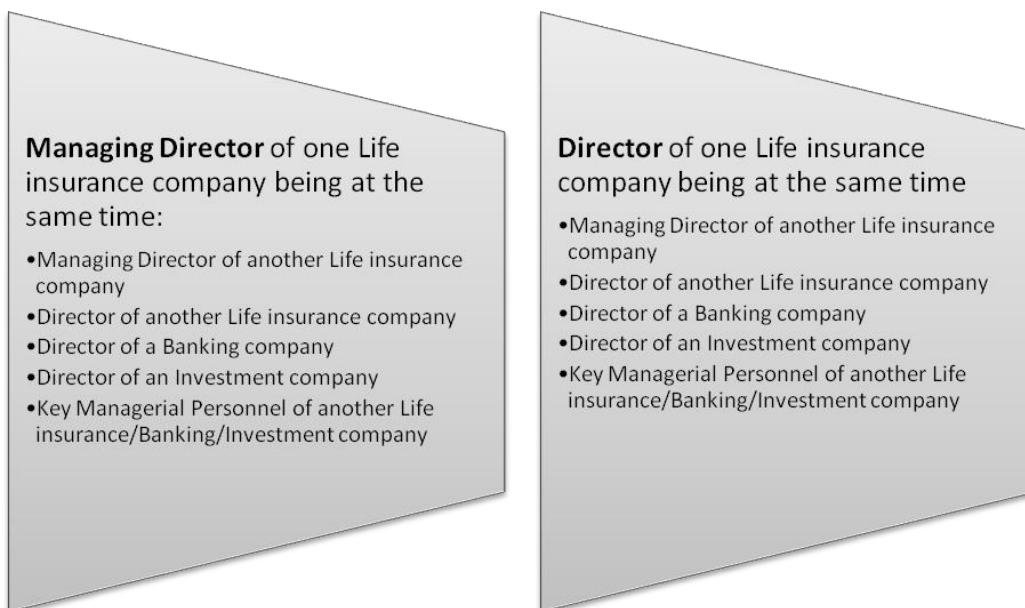 Managing Director of one Life
insurance company being at the
same time:
•Managing Director of another Life insurance
company
•Director of another Life insurance company
•Director of a Banking company
•Director of an Investment company
•Key Managerial Personnel of another Life
insurance/Banking/Investment company
Director of one Life insurance
company being at the same time
•Managing Director of another Life insurance
company
•Director of another Life insurance company
•Director of a Banking company
•Director of an Investment company
•Key Managerial Personnel of another Life
insurance/Banking/Investment company